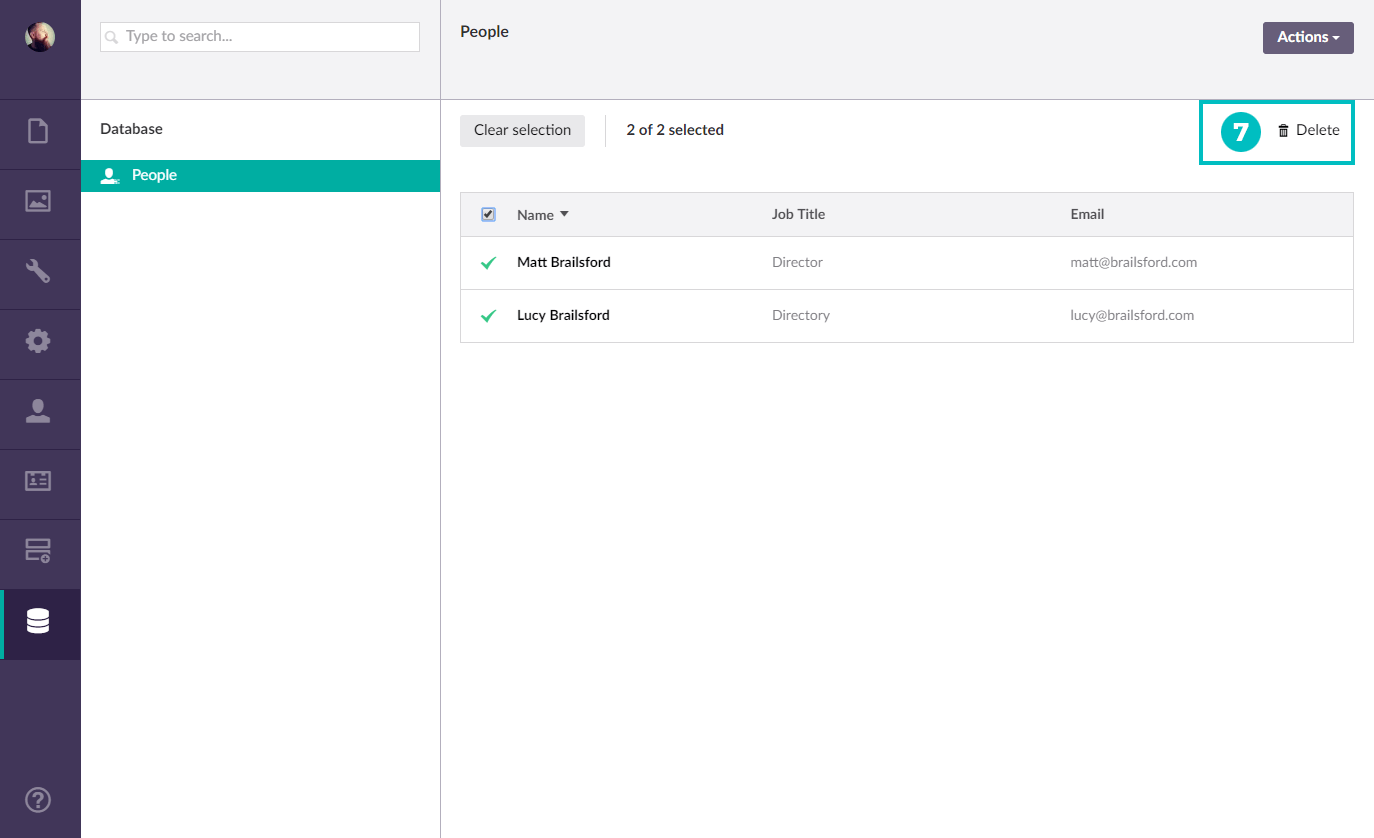 Type to search...
People
Actions
Database
People
Clear selection
2 of 2 selected
7
Delete
Name
Job Title
Email
Matt Brailsford
Director
matt@brailsford.com
Lucy Brailsford
Directory
lucy@brailsford.com
?